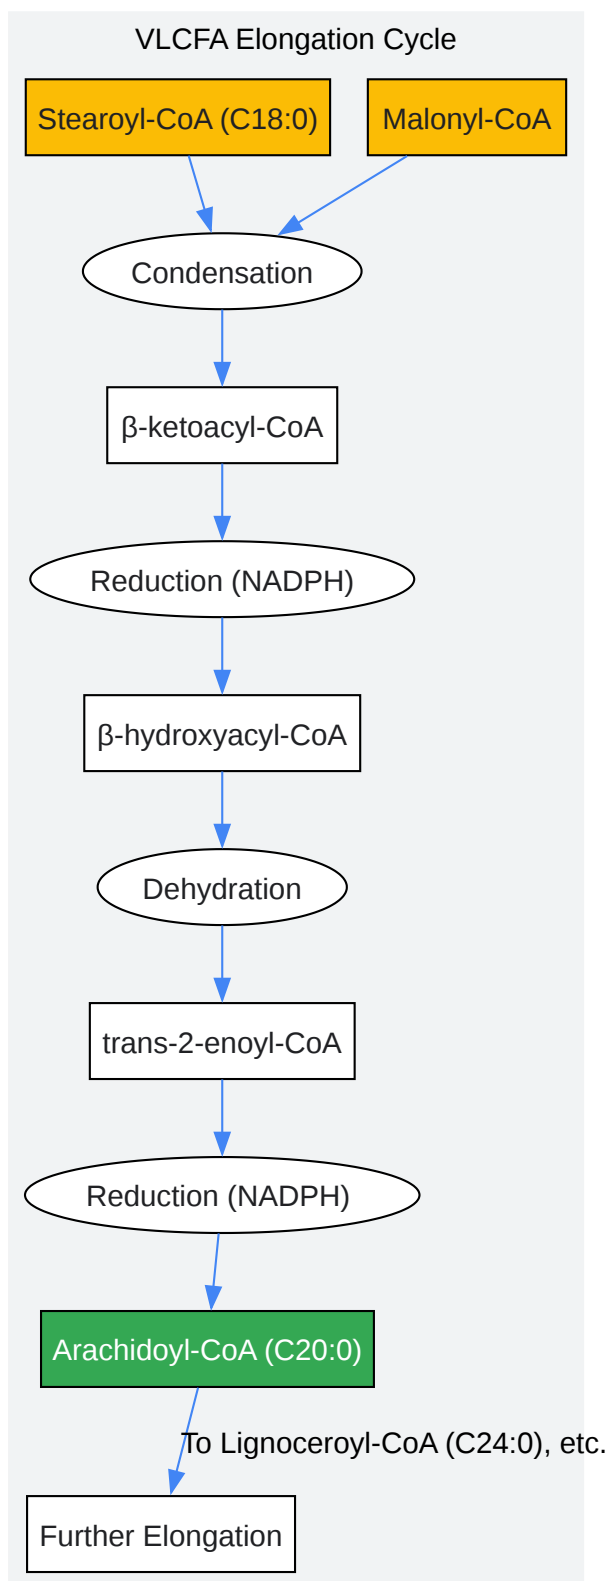 VLCFA Elongation Cycle
Stearoyl-CoA (C18:0)
Malonyl-CoA
Condensation
β-ketoacyl-CoA
Reduction (NADPH)
β-hydroxyacyl-CoA
Dehydration
trans-2-enoyl-CoA
Reduction (NADPH)
Arachidoyl-CoA (C20:0)
To Lignoceroyl-CoA (C24:0), etc.
Further Elongation